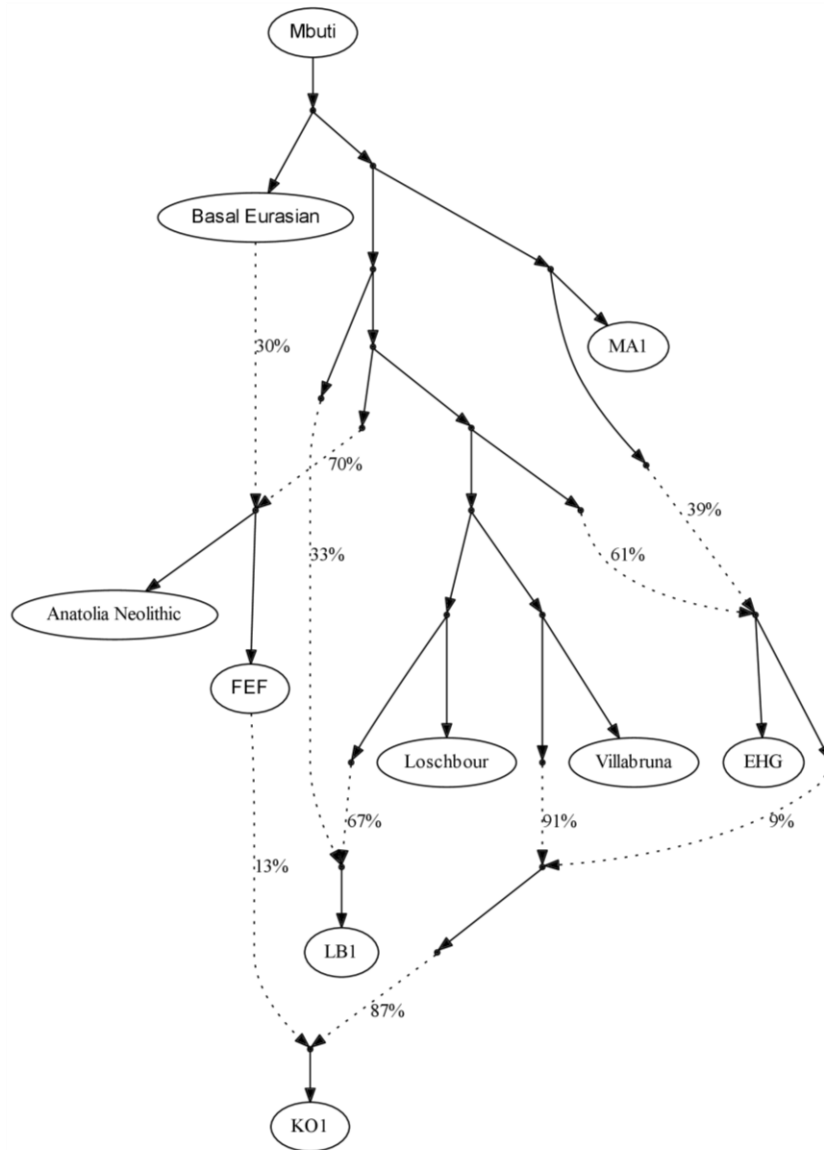 Mbuti
Basal Eurasian
30%
MA1
70%
39%
33%
61%
Anatolia Neolithic
FEF
Loschbour
Villabruna
EHG
67%
91%
9%
13%
LB1
87%
KO1